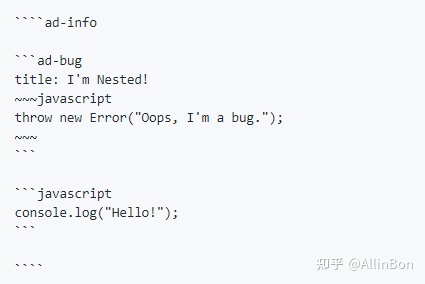 ````ad-info
```ad-bug
title: I'm Nested!
~~~javascript
throw new Error("Oops, I'm a bug.");
~~~
```
```javascript
console.log("Hello!");
```
````
知乎 @AllinBon